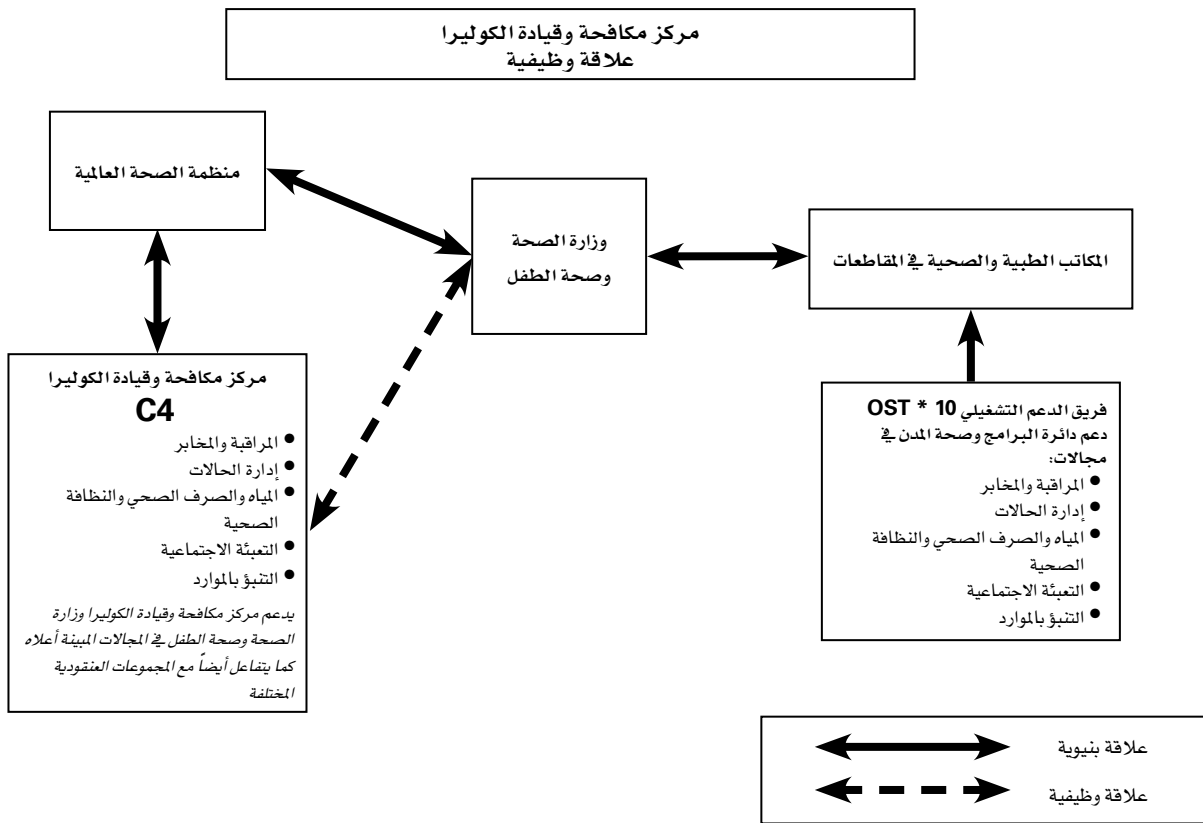 مركز مكافحة وقيادة الكوليرا
علاقة وظيفية
منظمة الصحة العالمية
وزارة الصحة
وصحة الطفل
المكاتب الطبية والصحية في المقاطعات
مركز مكافحة وقيادة الكوليرا
C4
● المراقبة والمخابر
● إدارة الحالات
● المياه والصرف الصحي والنظافة
الصحية
● التعبئة الاجتماعية
● التنبؤ بالموارد
يدعم مركز مكافحة وقيادة الكوليرا وزارة
الصحة وصحة الطفل في المجالات المبينة أعلاه
كما يتفاعل أيضاً مع المجموعات العنقودية
المختلفة
فريق الدعم التشغيلي OST * 10
دعم دائرة البرامج وصحة المدن في
مجالات:
● المراقبة والمخابر
● إدارة الحالات
● المياه والصرف الصحي والنظافة
الصحية
● التعبئة الاجتماعية
● التنبؤ بالموارد
علاقة بنيوية
علاقة وظيفية